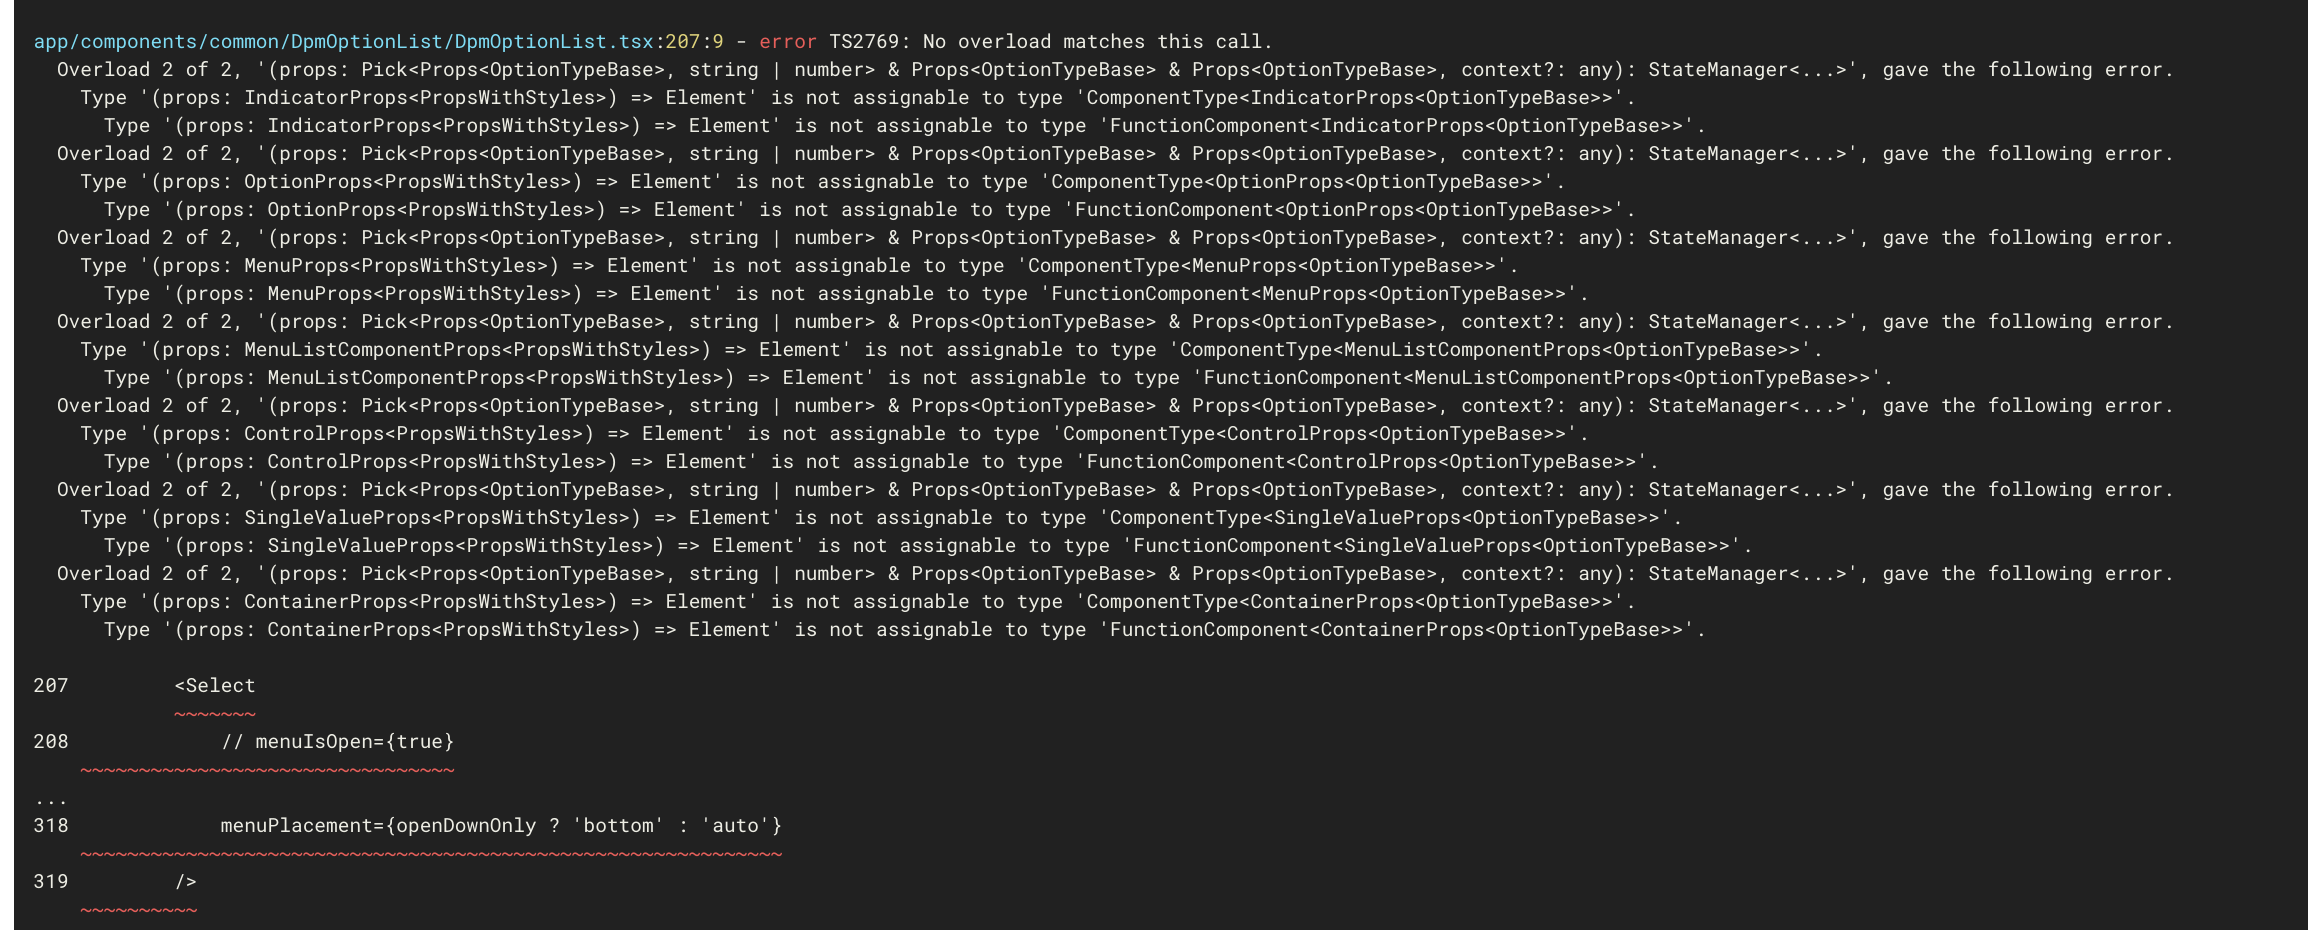 app/components/common/DpmOptionList/DpmOptionList.tsx:207:9 - error TS2769: No overload matches this call.
Overload 2 of 2, '(props: Pick<Props<OptionTypeBase>, string | number> & Props<OptionTypeBase> & Props<OptionTypeBase>, context?: any): StateManager<...>', gave the following error.
Type '(props: IndicatorProps<PropsWithStyles>) => Element' is not assignable to type 'ComponentType<IndicatorProps<OptionTypeBase>>'.
Type '(props: IndicatorProps<PropsWithStyles>) => Element' is not assignable to type 'FunctionComponent<IndicatorProps<OptionTypeBase>>'.
Overload 2 of 2, '(props: Pick<Props<OptionTypeBase>, string | number> & Props<OptionTypeBase> & Props<OptionTypeBase>, context?: any): StateManager<...>', gave the following error.
Type '(props: OptionProps<PropsWithStyles>) => Element' is not assignable to type 'ComponentType<OptionProps<OptionTypeBase>>'.
Type '(props: OptionProps<PropsWithStyles>) => Element' is not assignable to type 'FunctionComponent<OptionProps<OptionTypeBase>>'.
Overload 2 of 2, '(props: Pick<Props<OptionTypeBase>, string | number> & Props<OptionTypeBase> & Props<OptionTypeBase>, context?: any): StateManager<...>', gave the following error.
Type '(props: MenuProps<PropsWithStyles>) => Element' is not assignable to type 'ComponentType<MenuProps<OptionTypeBase>>'.
Type '(props: MenuProps<PropsWithStyles>) => Element' is not assignable to type 'FunctionComponent<MenuProps<OptionTypeBase>>'.
Overload 2 of 2, '(props: Pick<Props<OptionTypeBase>, string | number> & Props<OptionTypeBase> & Props<OptionTypeBase>, context?: any): StateManager<...>', gave the following error.
Type '(props: MenuListComponentProps<PropsWithStyles>) => Element' is not assignable to type 'ComponentType<MenuListComponentProps<OptionTypeBase>>'.
Type '(props: MenuListComponentProps<PropsWithStyles>) => Element' is not assignable to type 'FunctionComponent<MenuListComponentProps<OptionTypeBase>>'.
Overload 2 of 2, '(props: Pick<Props<OptionTypeBase>, string | number> & Props<OptionTypeBase> & Props<OptionTypeBase>, context?: any): StateManager<...>', gave the following error.
Type '(props: ControlProps<PropsWithStyles>) => Element' is not assignable to type 'ComponentType<ControlProps<OptionTypeBase>>'.
Type '(props: ControlProps<PropsWithStyles>) => Element' is not assignable to type 'FunctionComponent<ControlProps<OptionTypeBase>>'.
Overload 2 of 2, '(props: Pick<Props<OptionTypeBase>, string | number> & Props<OptionTypeBase> & Props<OptionTypeBase>, context?: any): StateManager<...>', gave the following error.
Type '(props: SingleValueProps<PropsWithStyles>) => Element' is not assignable to type 'ComponentType<SingleValueProps<OptionTypeBase>>'.
Type '(props: SingleValueProps<PropsWithStyles>) => Element' is not assignable to type 'FunctionComponent<SingleValueProps<OptionTypeBase>>'.
Overload 2 of 2, '(props: Pick<Props<OptionTypeBase>, string | number> & Props<OptionTypeBase> & Props<OptionTypeBase>, context?: any): StateManager<...>', gave the following error.
Type '(props: ContainerProps<PropsWithStyles>) => Element' is not assignable to type 'ComponentType<ContainerProps<OptionTypeBase>>'.
Type '(props: ContainerProps<PropsWithStyles>) => Element' is not assignable to type 'FunctionComponent<ContainerProps<OptionTypeBase>>'.
207 <Select
~~~~~~~
208 // menuIsOpen={true}
~~~~~~~~~~~~~~~~~~~~~~~~~~~~~~~~
...
318 menuPlacement={openDownOnly ? 'bottom' : 'auto'}
~~~~~~~~~~~~~~~~~~~~~~~~~~~~~~~~~~~~~~~~~~~~~~~~~~~~~~~~~~~~
319 />
~~~~~~~~~~